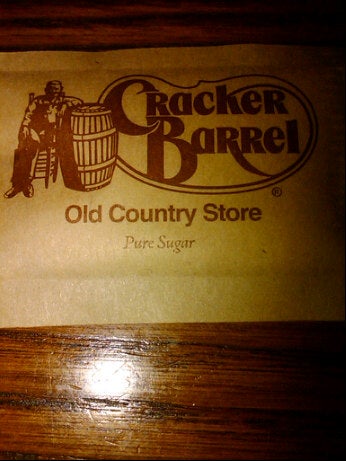 Cracker
Barrel
®
Old Country Store
Pure Sugar